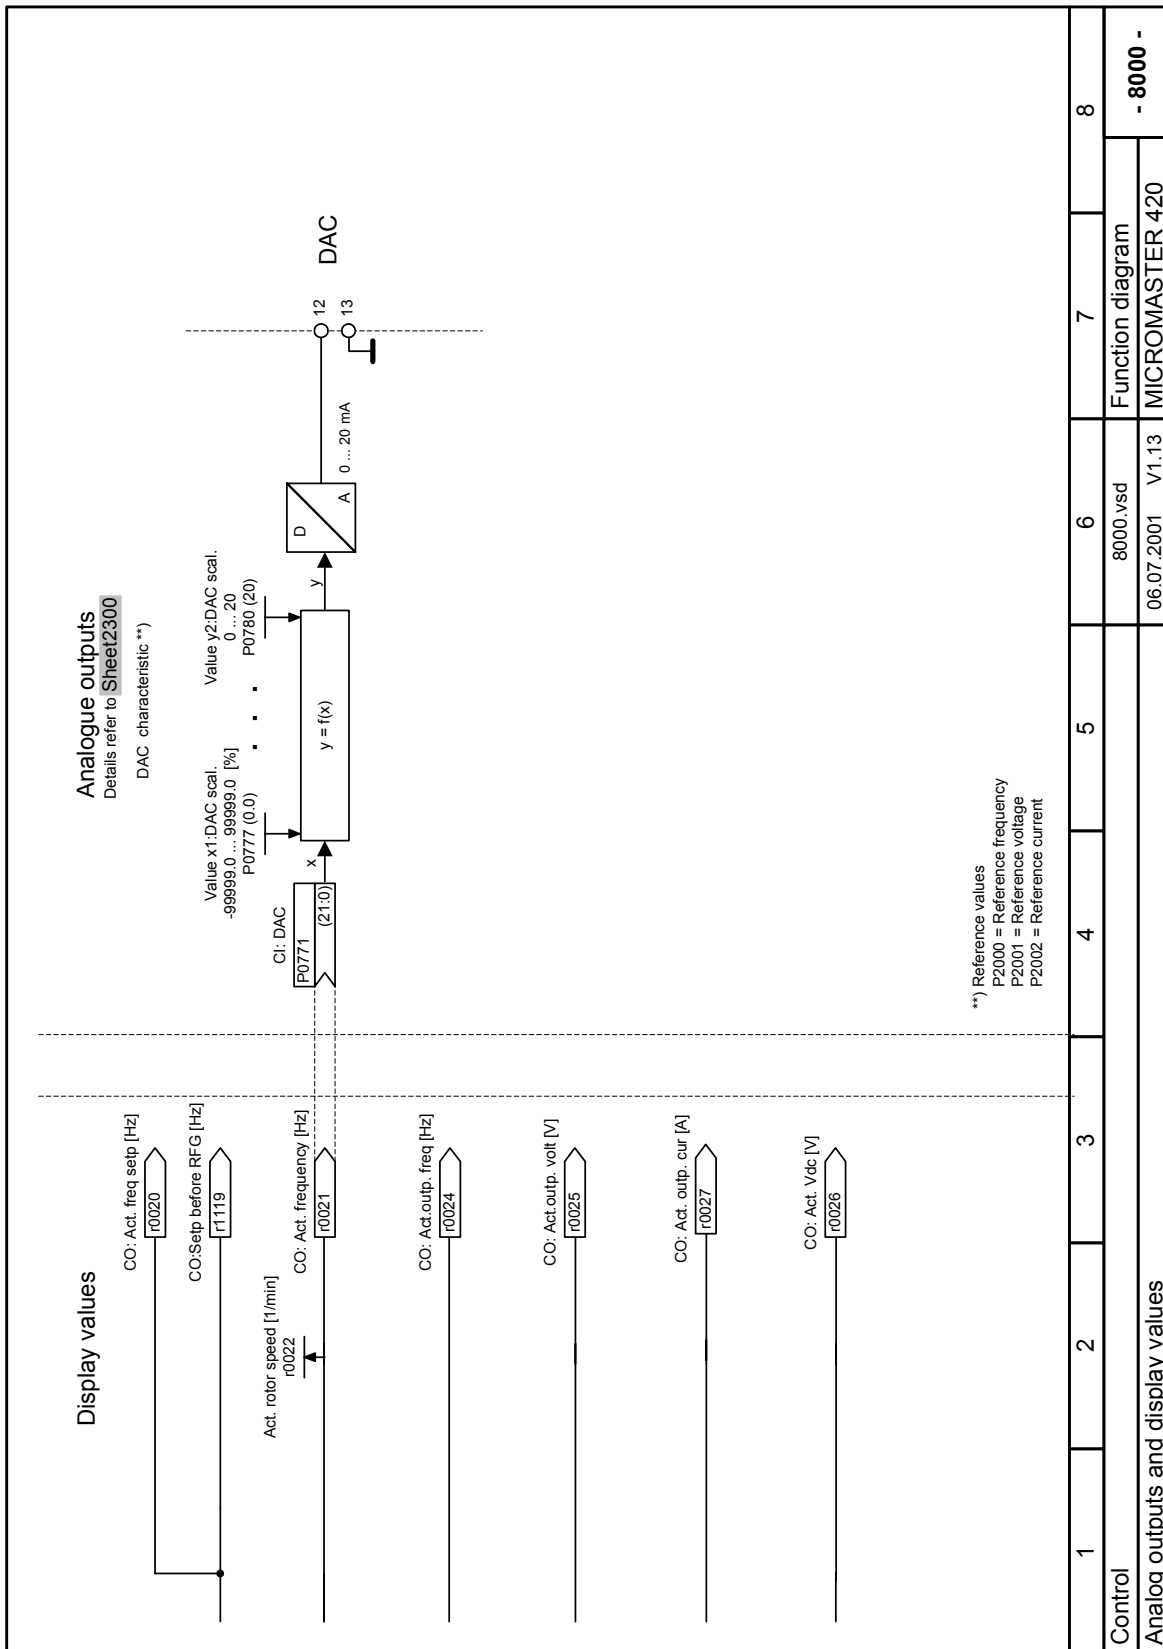 Display values
CO: Act. freq setp [Hz]
r0020
CO:Setp before RFG [Hz]
r1119
Act. rotor speed [1/min]
r0022
CO: Act. frequency [Hz]
r0021
CO: Act.outp. freq [Hz]
r0024
CO: Act.outp. volt [V]
r0025
CO: Act. outp. cur [A]
r0027
CO: Act. Vdc [V]
r0026
Analogue outputs
Details refer to Sheet2300
DAC characteristic **)
Value x1:DAC scal.
-99999.0 ... 99999.0 [%]
P0777 (0.0)
. . .
Value y2:DAC scal.
0 ... 20
P0780 (20)
CI: DAC
P0771
(21:0)
x
y = f(x)
y
D
A
0 ... 20 mA
12
13
DAC
**) Reference values
P2000 = Reference frequency
P2001 = Reference voltage
P2002 = Reference current
1 2 3 4 5 6 7 8
Control
8000.vsd
Function diagram
- 8000 -
Analog outputs and display values
06.07.2001 V1.13
MICROMASTER 420